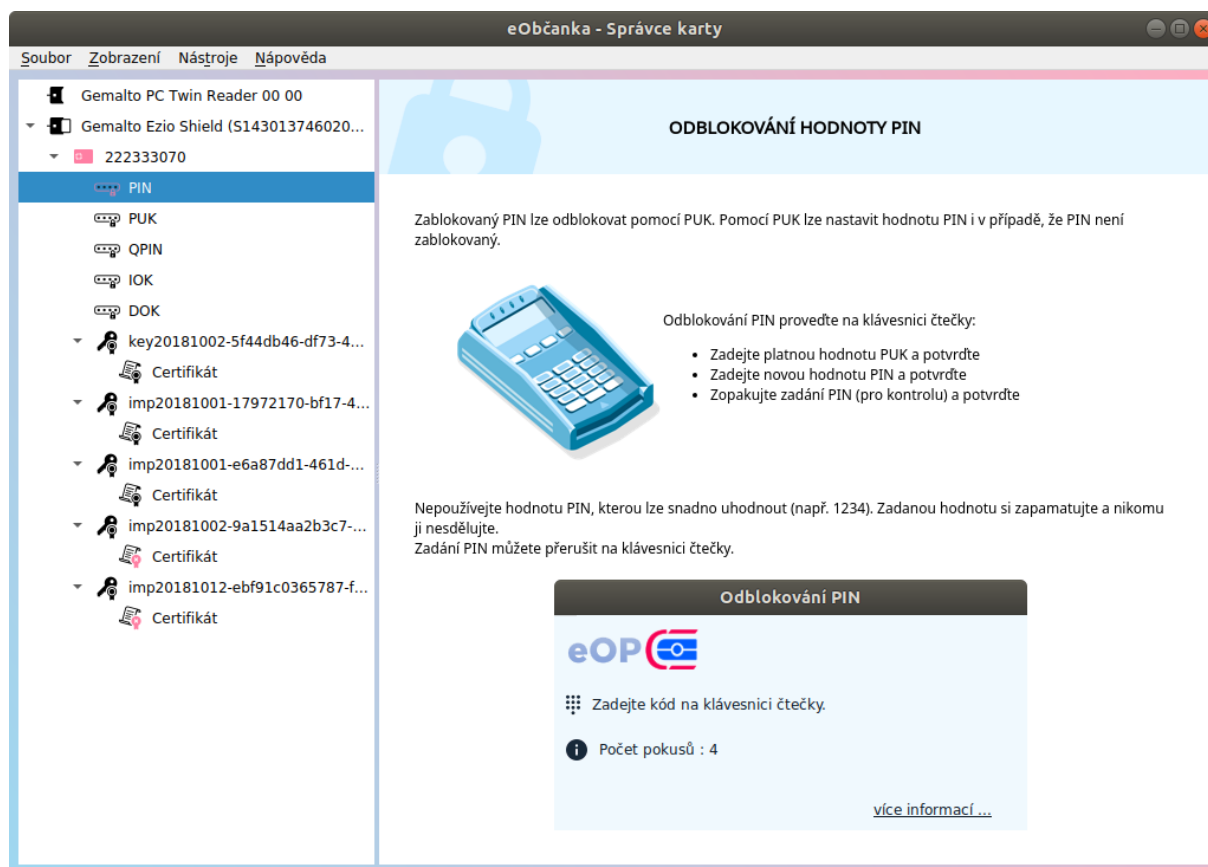 eObčanka - Správce karty
Soubor Zobrazení Nástroje Nápověda
Gemalto PC Twin Reader 00 00
Gemalto Ezio Shield (S143013746020...
222333070
PIN
PUK
QPIN
IOK
DOK
key20181002-5f44db46-df73-4...
Certifikát
imp20181001-17972170-bf17-4...
Certifikát
imp20181001-e6a87dd1-461d-...
Certifikát
imp20181002-9a1514aa2b3c7-...
Certifikát
imp20181012-ebf91c0365787-f...
Certifikát
ODBLOKOVÁNÍ HODNOTY PIN
Zablokovaný PIN lze odblokovat pomocí PUK. Pomocí PUK lze nastavit hodnotu PIN i v případě, že PIN není
zablokovaný.
Odblokování PIN proveďte na klávesnici čtečky:
• Zadejte platnou hodnotu PUK a potvrďte
• Zadejte novou hodnotu PIN a potvrďte
• Zopakujte zadání PIN (pro kontrolu) a potvrďte
Nepoužívejte hodnotu PIN, kterou lze snadno uhodnout (např. 1234). Zadanou hodnotu si zapamatujte a nikomu
ji nesdělujte.
Zadání PIN můžete přerušit na klávesnici čtečky.
Odblokování PIN
eOP
Zadejte kód na klávesnici čtečky.
Počet pokusů : 4
více informací ...